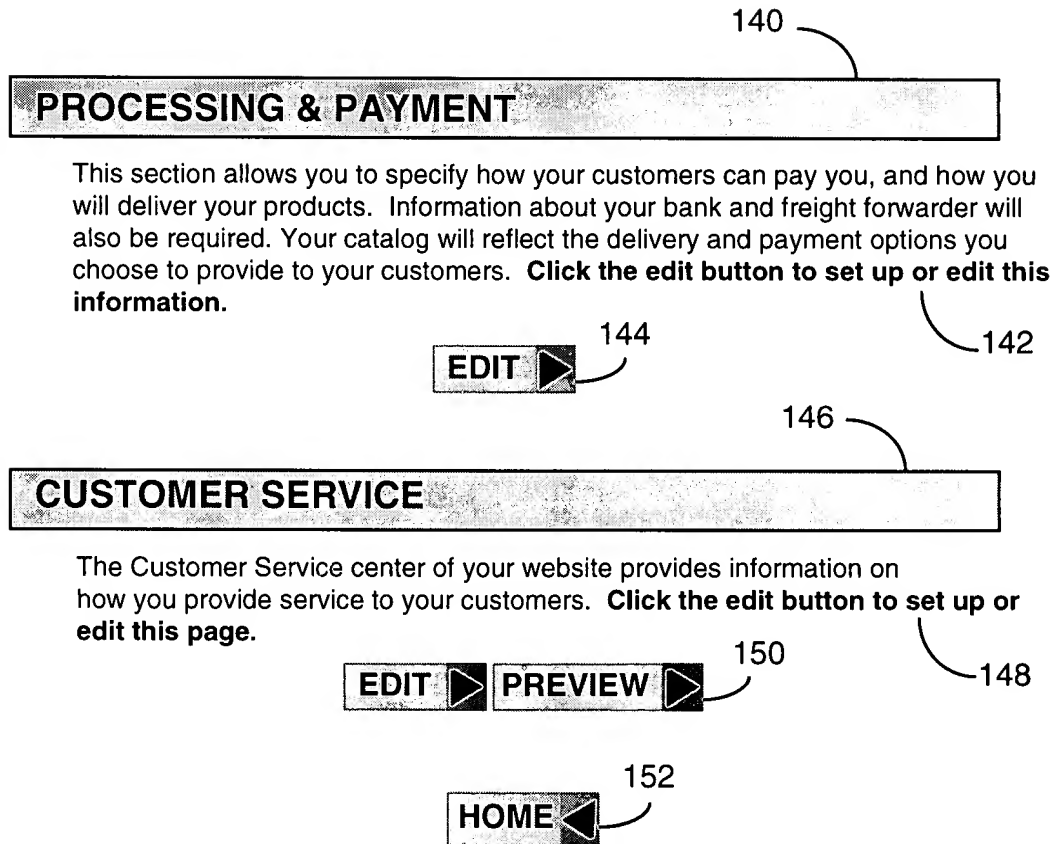 140
PROCESSING & PAYMENT
This section allows you to specify how your customers can pay you, and how you
will deliver your products. Information about your bank and freight forwarder will
also be required. Your catalog will reflect the delivery and payment options you
choose to provide to your customers. Click the edit button to set up or edit this
information.
142
144
EDIT
146
CUSTOMER SERVICE
The Customer Service center of your website provides information on
how you provide service to your customers. Click the edit button to set up or
edit this page.
148
150
EDIT PREVIEW
152
HOME